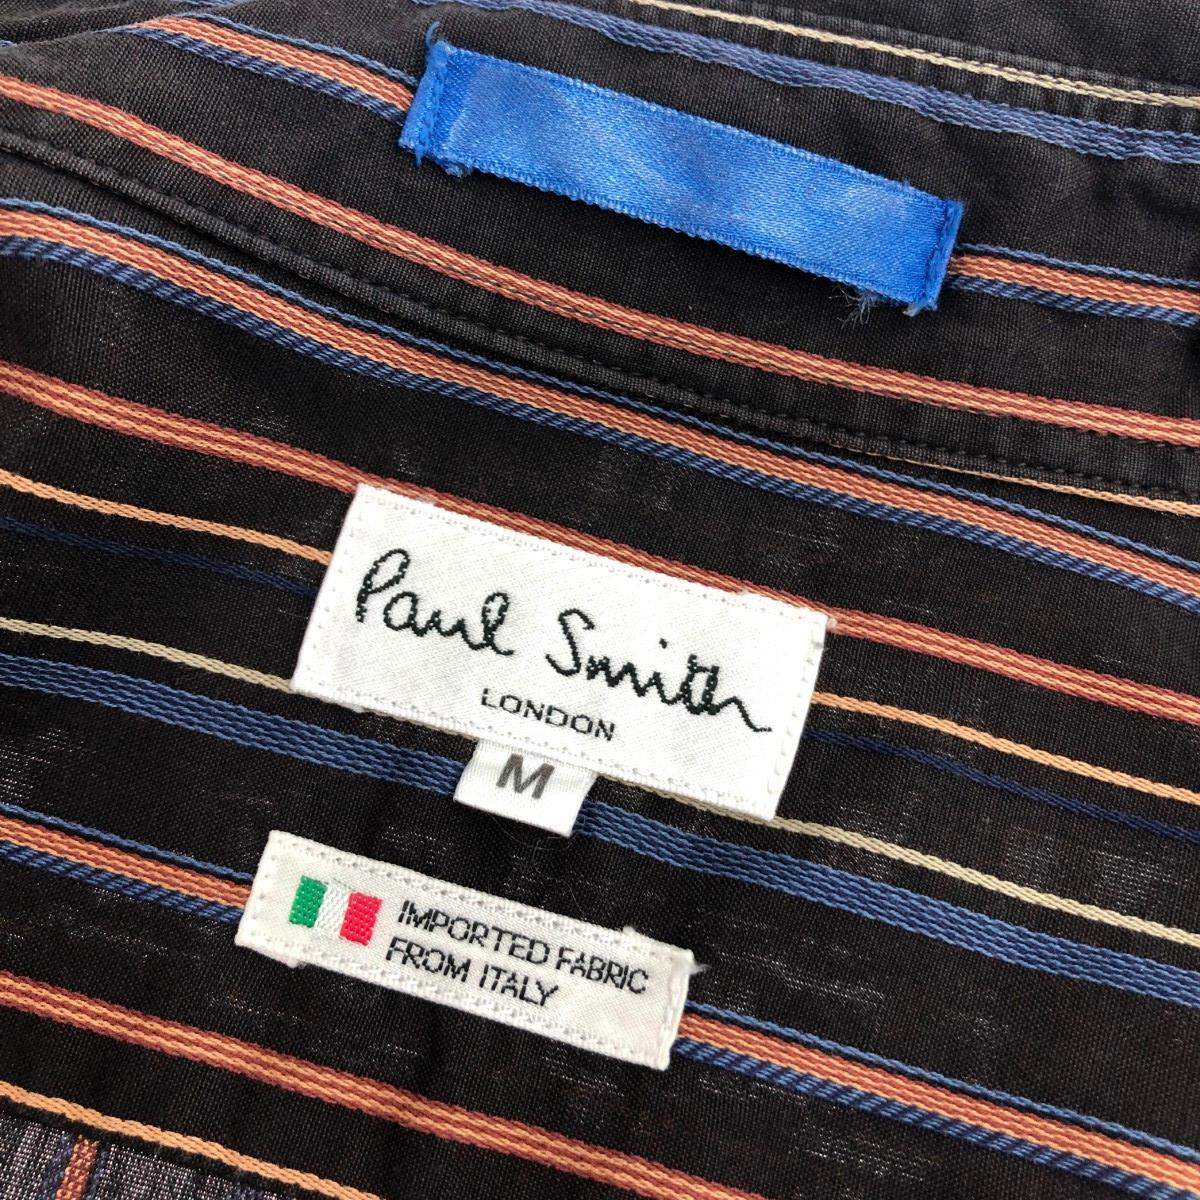 Paul Smith
LONDON
M
IMPORTED FABRIC
FROM ITALY